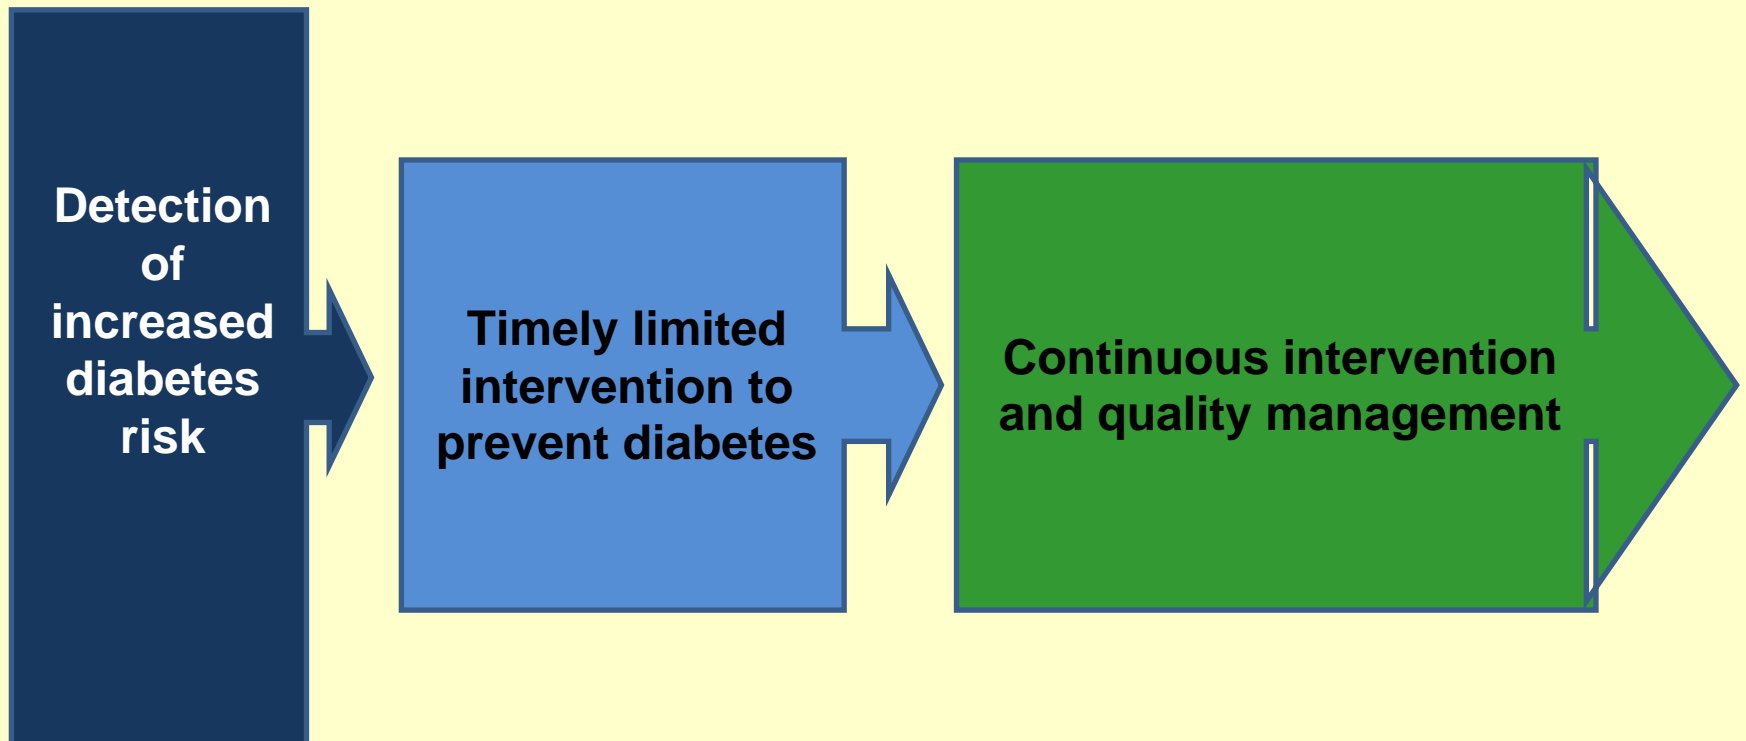 Detection
of
increased
diabetes
risk
Timely limited
intervention to
prevent diabetes
Continuous intervention
and quality management